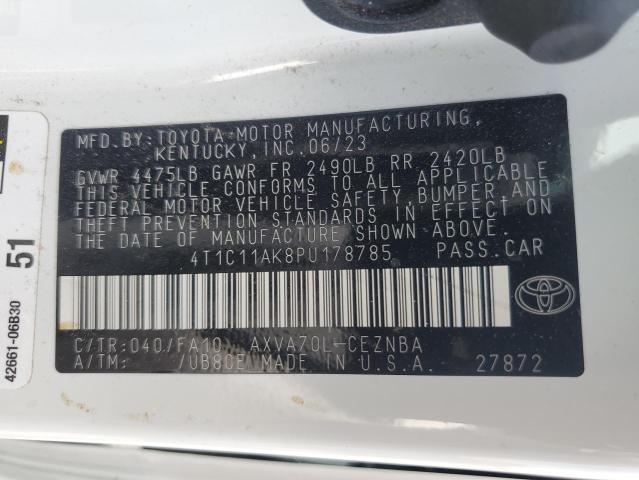 MFD. BY: TOYOTA MOTOR MANUFACTURING,
KENTUCKY, INC. 06/23
GVWR 4475LB GAWR FR 2490LB RR 2420LB
THIS VEHICLE CONFORMS TO ALL APPLICABLE
FEDERAL MOTOR VEHICLE SAFETY, BUMPER, AND
THEFT PREVENTION STANDARDS IN EFFECT ON
THE DATE OF MANUFACTURE SHOWN ABOVE.
4T1C11AK8PU178785 PASS. CAR
C/TR: 040/FA10 AXVA70L-CEZNBA
A/TM: /UB80E MADE IN U.S.A. 27872
51
42661-06B30